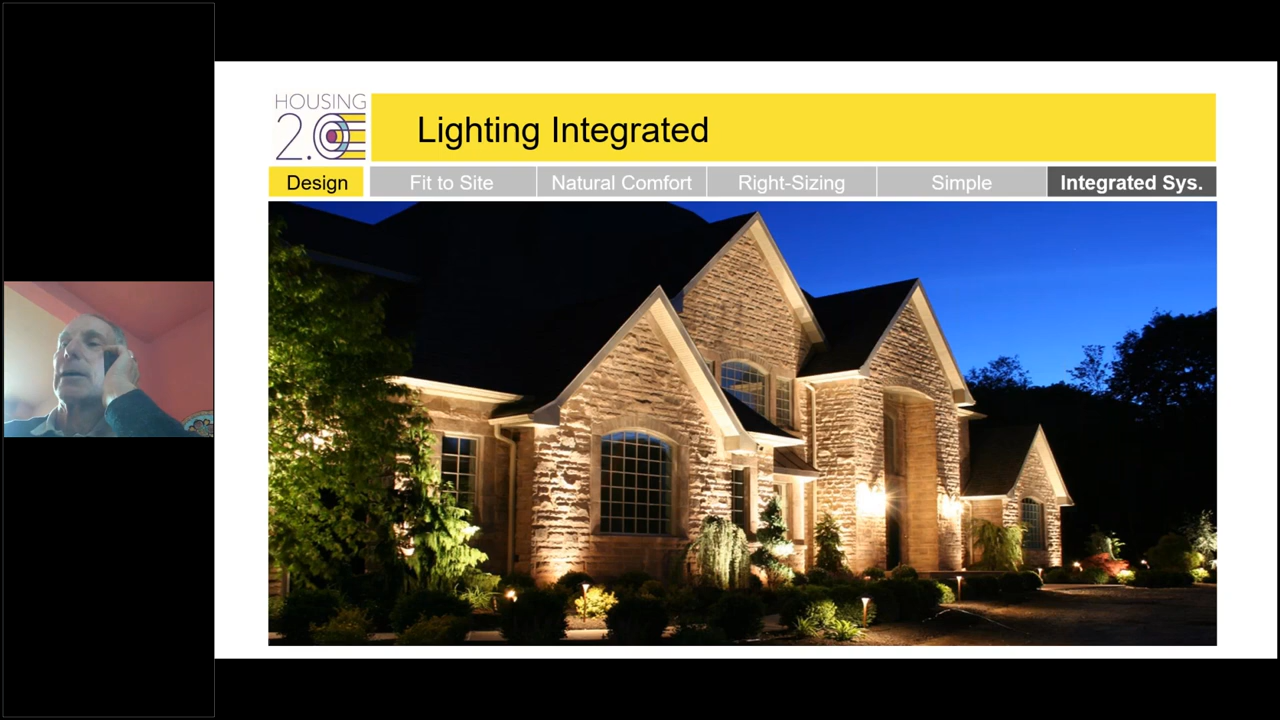 HOUSING
2.0
Lighting Integrated
Design
Fit to Site
Natural Comfort
Right-Sizing
Simple
Integrated Sys.